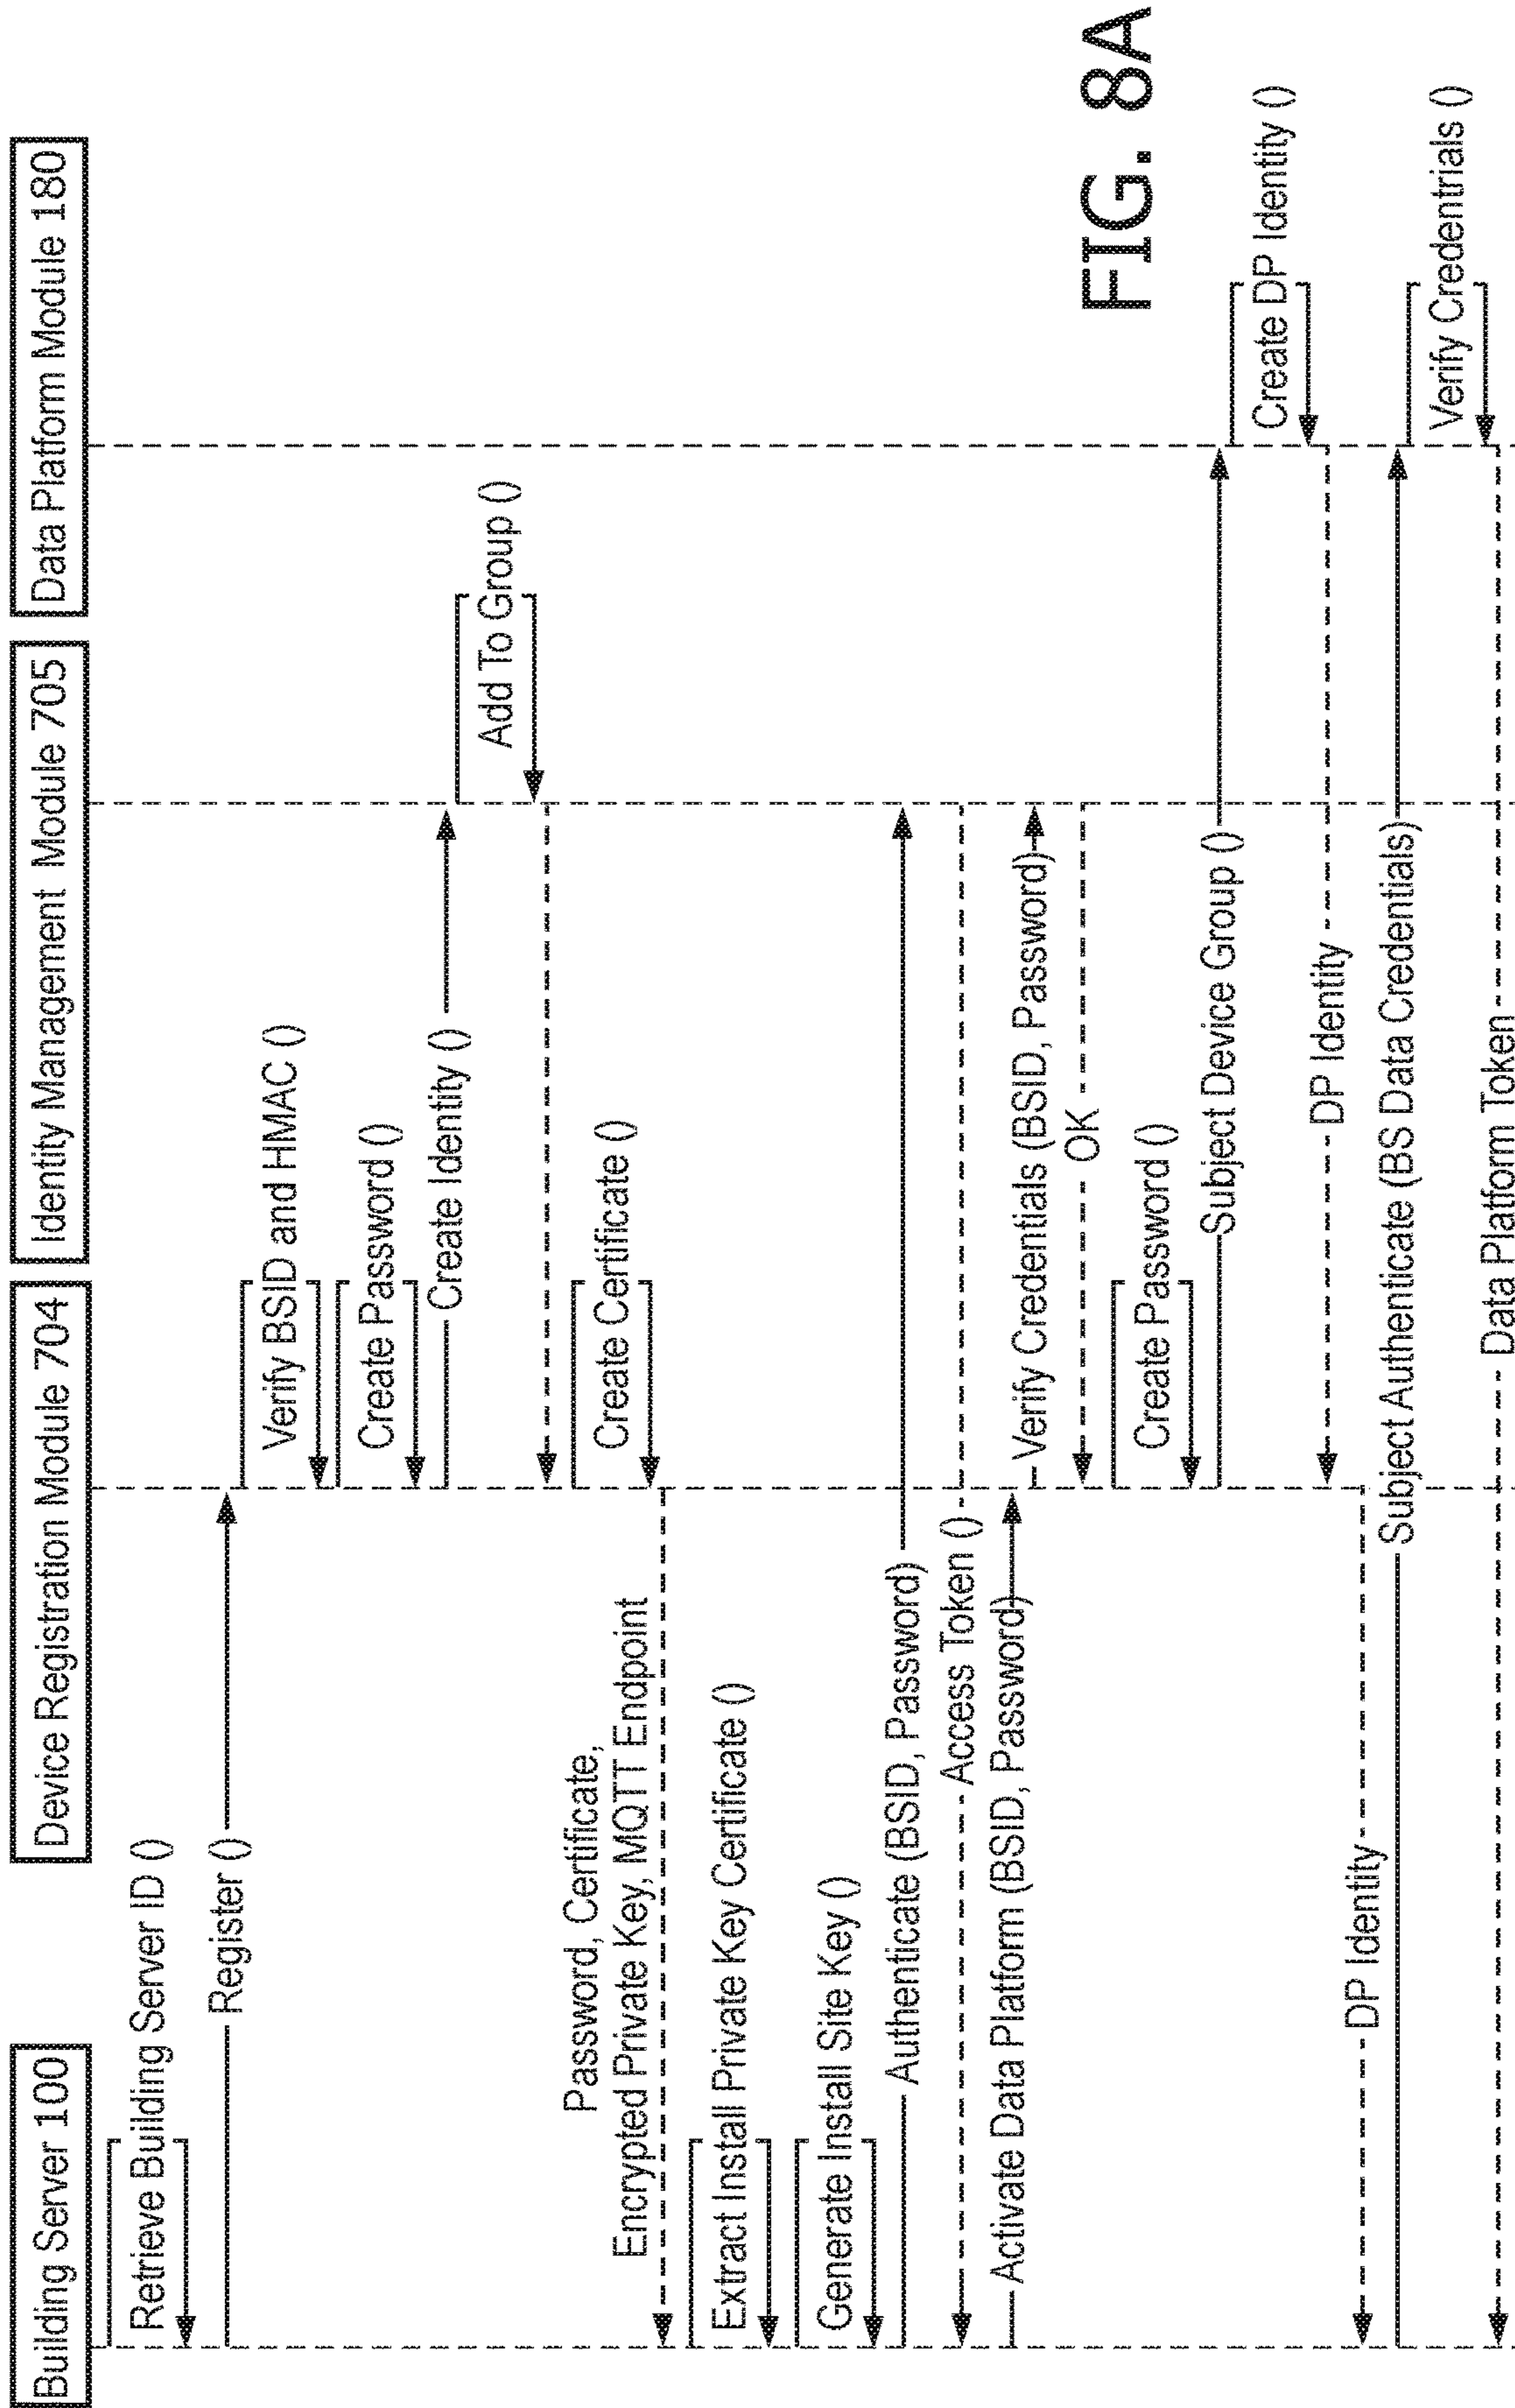 Building Server 100
Device Registration Module 704
Identity Management Module 705
Data Platform Module 180
Retrieve Building Server ID ()
Register ()
Verify BSID and HMAC ()
Create Password ()
Create Identity ()
Add To Group ()
Create Certificate ()
Password, Certificate,
Encrypted Private Key, MQTT Endpoint
Extract Install Private Key Certificate ()
Generate Install Site Key ()
Authenticate (BSID, Password)
Access Token ()
Activate Data Platform (BSID, Password)
Verify Credentials (BSID, Password)
OK
Create Password ()
Subject Device Group ()
Create DP Identity ()
DP Identity
DP Identity
Subject Authenticate (BS Data Credentials)
Verify Credentrials ()
Data Platform Token
FIG. 8A